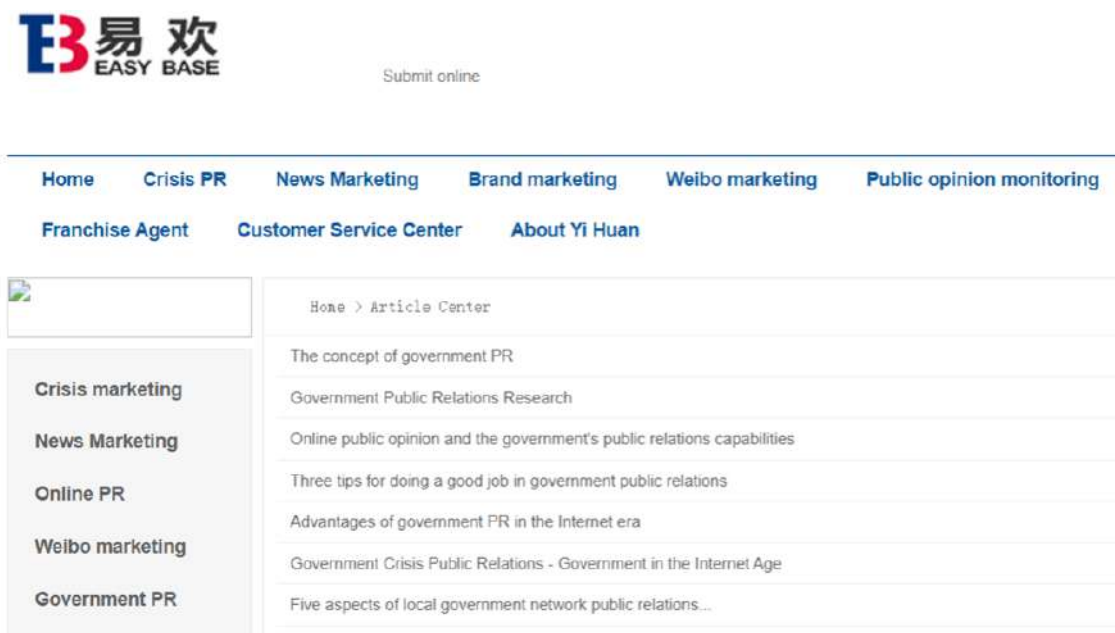 易 欢
EASY BASE
Submit online
Home Crisis PR News Marketing Brand marketing Weibo marketing Public opinion monitoring
Franchise Agent Customer Service Center About Yi Huan
Home > Article Center
The concept of government PR
Government Public Relations Research
Online public opinion and the government's public relations capabilities
Three tips for doing a good job in government public relations
Advantages of government PR in the Internet era
Government Crisis Public Relations - Government in the Internet Age
Five aspects of local government network public relations...
Crisis marketing
News Marketing
Online PR
Weibo marketing
Government PR